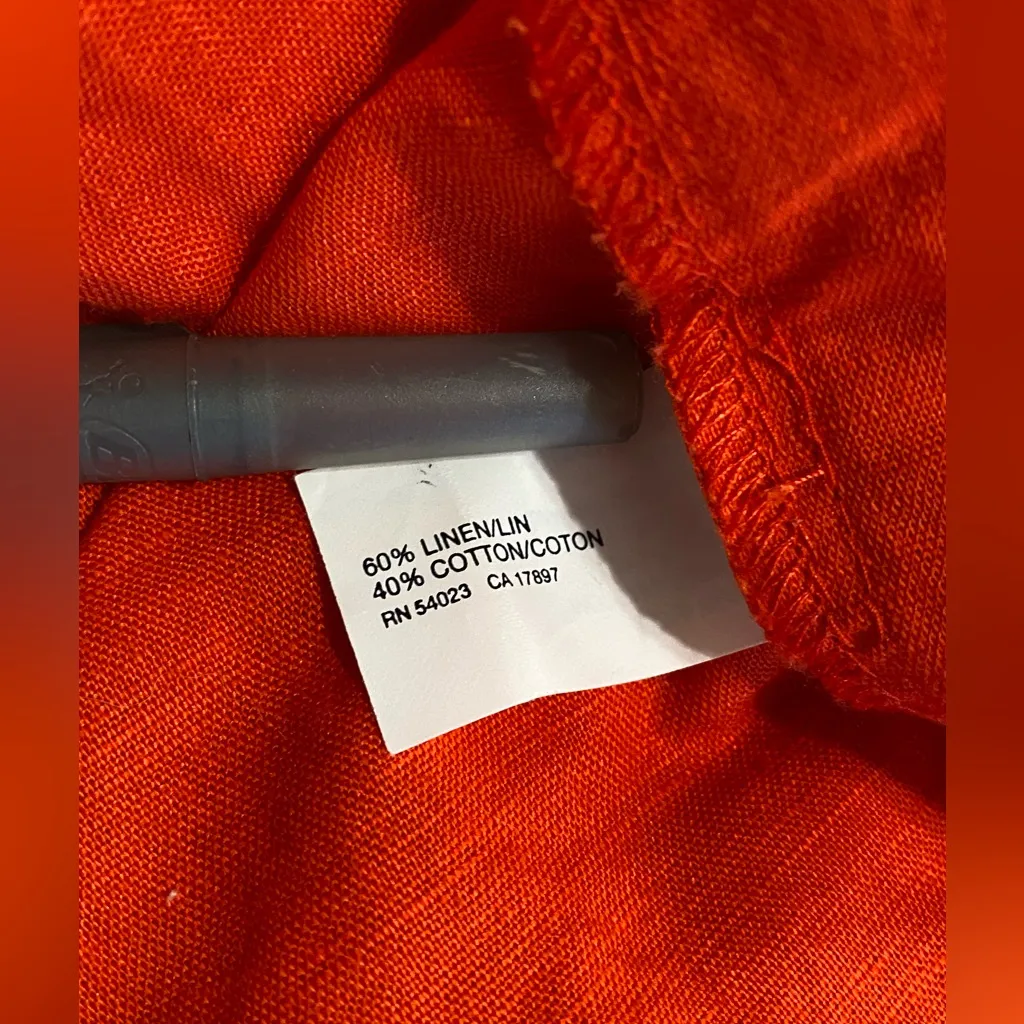 60% LINEN/LIN
40% COTTON/COTON
RN 54023 CA 17897